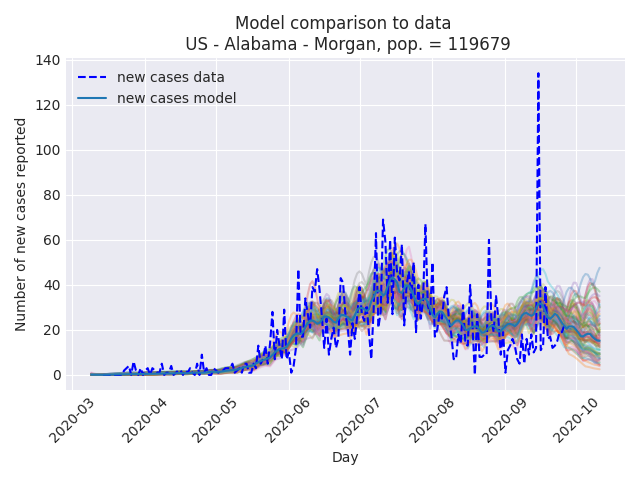 Model comparison to data
US - Alabama - Morgan, pop. = 119679
new cases data
new cases model
Number of new cases reported
140
120
100
80
60
40
20
0
2020-03
2020-04
2020-05
2020-06
2020-07
2020-08
2020-09
2020-10
Day